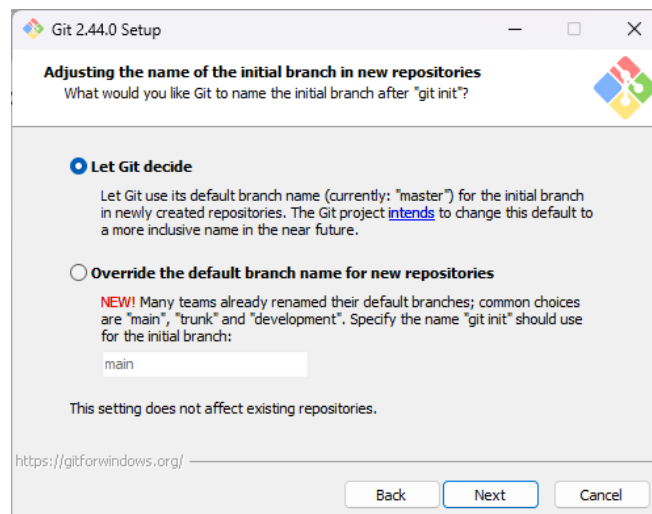 Git 2.44.0 Setup
Adjusting the name of the initial branch in new repositories
What would you like Git to name the initial branch after "git init"?
Let Git decide
Let Git use its default branch name (currently: "master") for the initial branch
in newly created repositories. The Git project intends to change this default to
a more inclusive name in the near future.
Override the default branch name for new repositories
NEW! Many teams already renamed their default branches; common choices
are "main", "trunk" and "development". Specify the name "git init" should use
for the initial branch:
main
This setting does not affect existing repositories.
https://gitforwindows.org/
Back Next Cancel